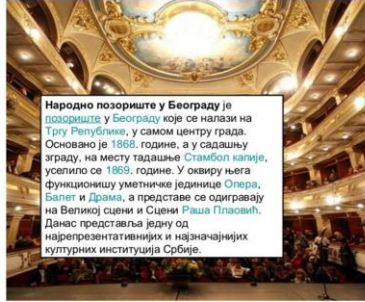 Народно позориште у Београду је
позориште у Београду које се налази на
Тргу Републике, у самом центру града.
Основано је 1868. године, а у садашњу
зграду, на месту тадашње Стамбол капије,
уселило се 1869. године. У оквиру њега
функционишу уметничке јединице Опера,
Балет и Драма, а представе се одигравају
на Великој сцени и Сцени Раша Плаовић.
Данас представља једну од
најрепрезентативнијих и најзначајнијих
културних институција Србије.